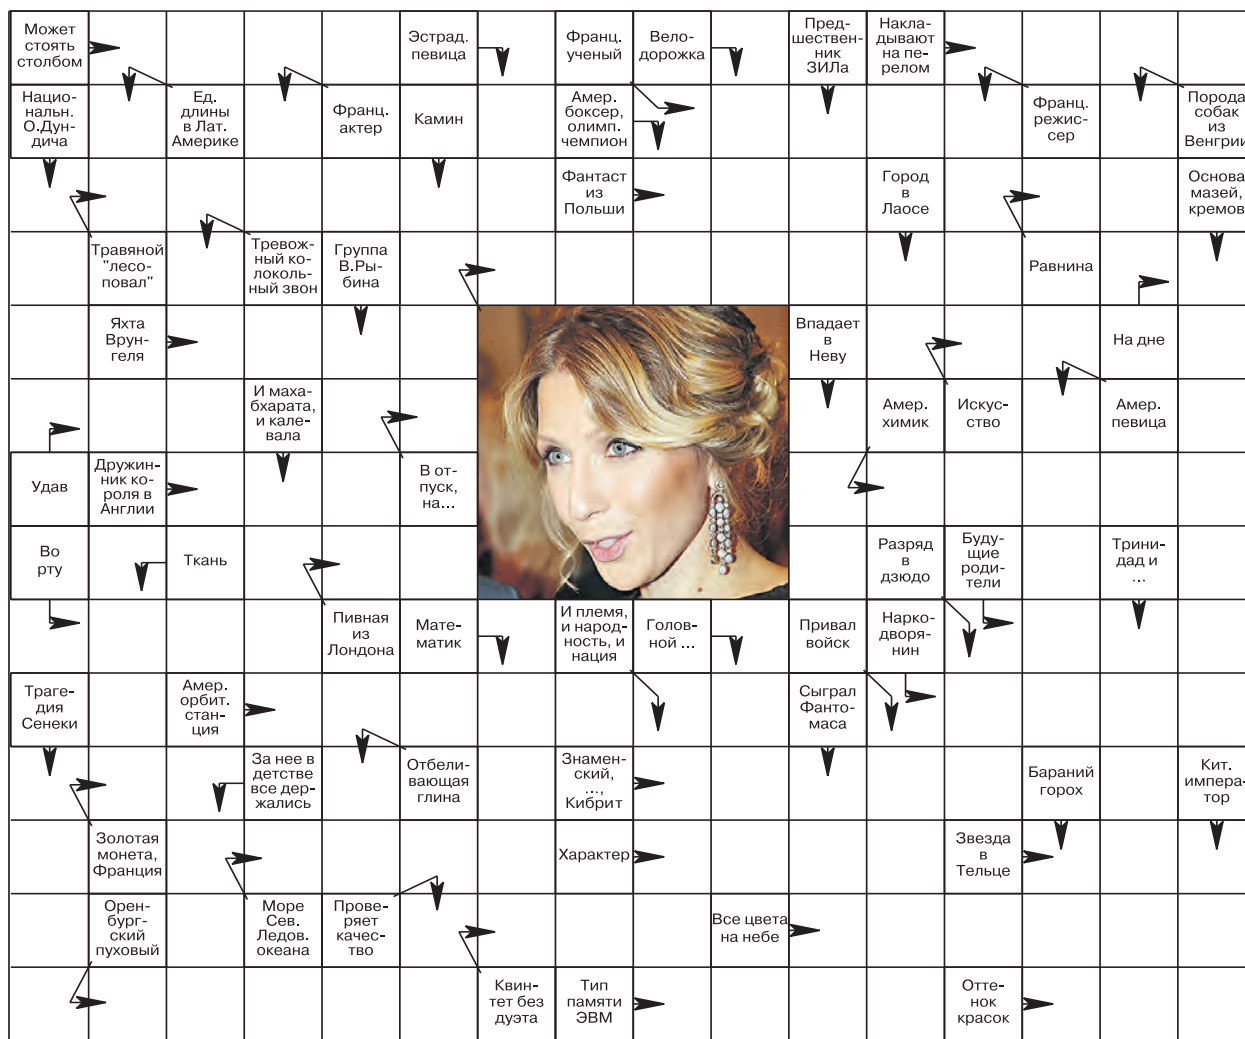 Может
стоять
столбом
Эстрад.
певица
Франц.
ученый
Вело-
дорожка
Пред-
шествен-
ник
ЗИЛа
Накла-
дывают
на пе-
релом
Нацио-
нальн.
О.Дун-
дича
Ед.
длины
в Лат.
Америке
Франц.
актер
Камин
Амер.
боксер,
олимп.
чемпион
Франц.
режис-
сер
Порода
собак
из
Венгрии
Фантаст
из
Польши
Город
в
Лаосе
Основа
мазей,
кремов
Травяной
"лесо-
повал"
Тревож-
ный ко-
локоль-
ный звон
Группа
В.Ры-
бина
Равнина
Яхта
Врун-
геля
Впадает
в
Неву
На дне
И маха-
бхарата,
и кале-
вала
Амер.
химик
Искус-
ство
Амер.
певица
Удав
Дружин-
ник ко-
роля в
Англии
В от-
пуск,
на...
Во
рту
Ткань
Разряд
в
дзюдо
Буду-
щие
роди-
тели
Трини-
дад и
...
Пивная
из
Лондона
Мате-
матик
И племя,
и народ-
ность, и
нация
Голов-
ной ...
Привал
войск
Нарко-
дворя-
нин
Траге-
дия
Сенеки
Амер.
орбит.
стан-
ция
Сыграл
Фанто-
маса
За нее в
детстве
все дер-
жались
Отбели-
вающая
глина
Знамен-
ский,
...,
Кибрит
Бараний
горох
Кит.
импера-
тор
Золотая
монета,
Франция
Характер
Звезда
в
Тельце
Орен-
бург-
ский
пуховый
Море
Сев.
Ледов.
океана
Прове-
ряет
качес-
тво
Все цвета
на небе
Квин-
тет без
дуэта
Тип
памяти
ЭВМ
Отте-
нок
красок